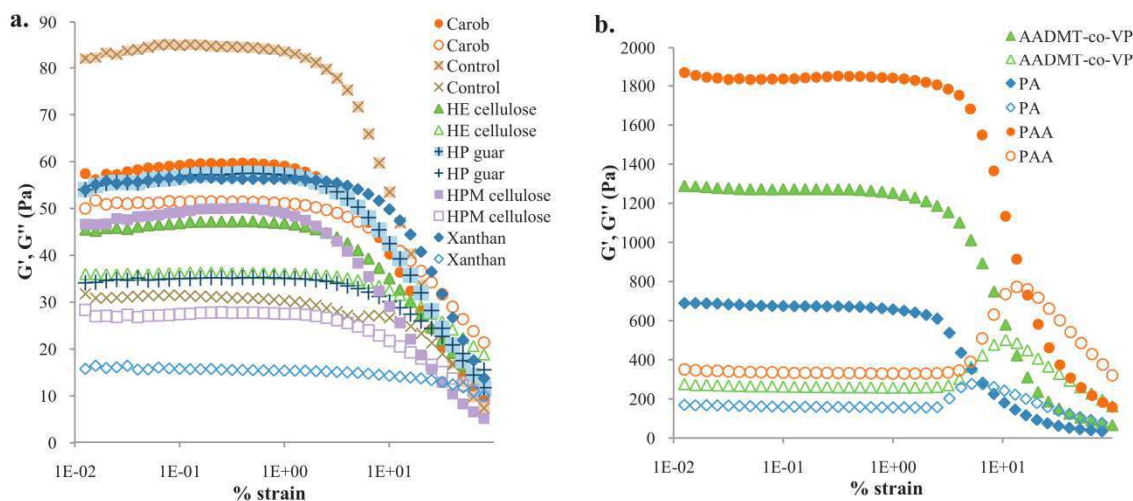 a.
G', G'' (Pa)
90
80
70
60
50
40
30
20
10
0
1E-02
1E-01
1E+00
1E+01
% strain
Carob
Carob
Control
Control
HE cellulose
HE cellulose
HP guar
HP guar
HPM cellulose
HPM cellulose
Xanthan
Xanthan
b.
G', G'' (Pa)
2000
1800
1600
1400
1200
1000
800
600
400
200
0
1E-02
1E-01
1E+00
1E+01
% strain
AADMT-co-VP
AADMT-co-VP
PA
PA
PAA
PAA